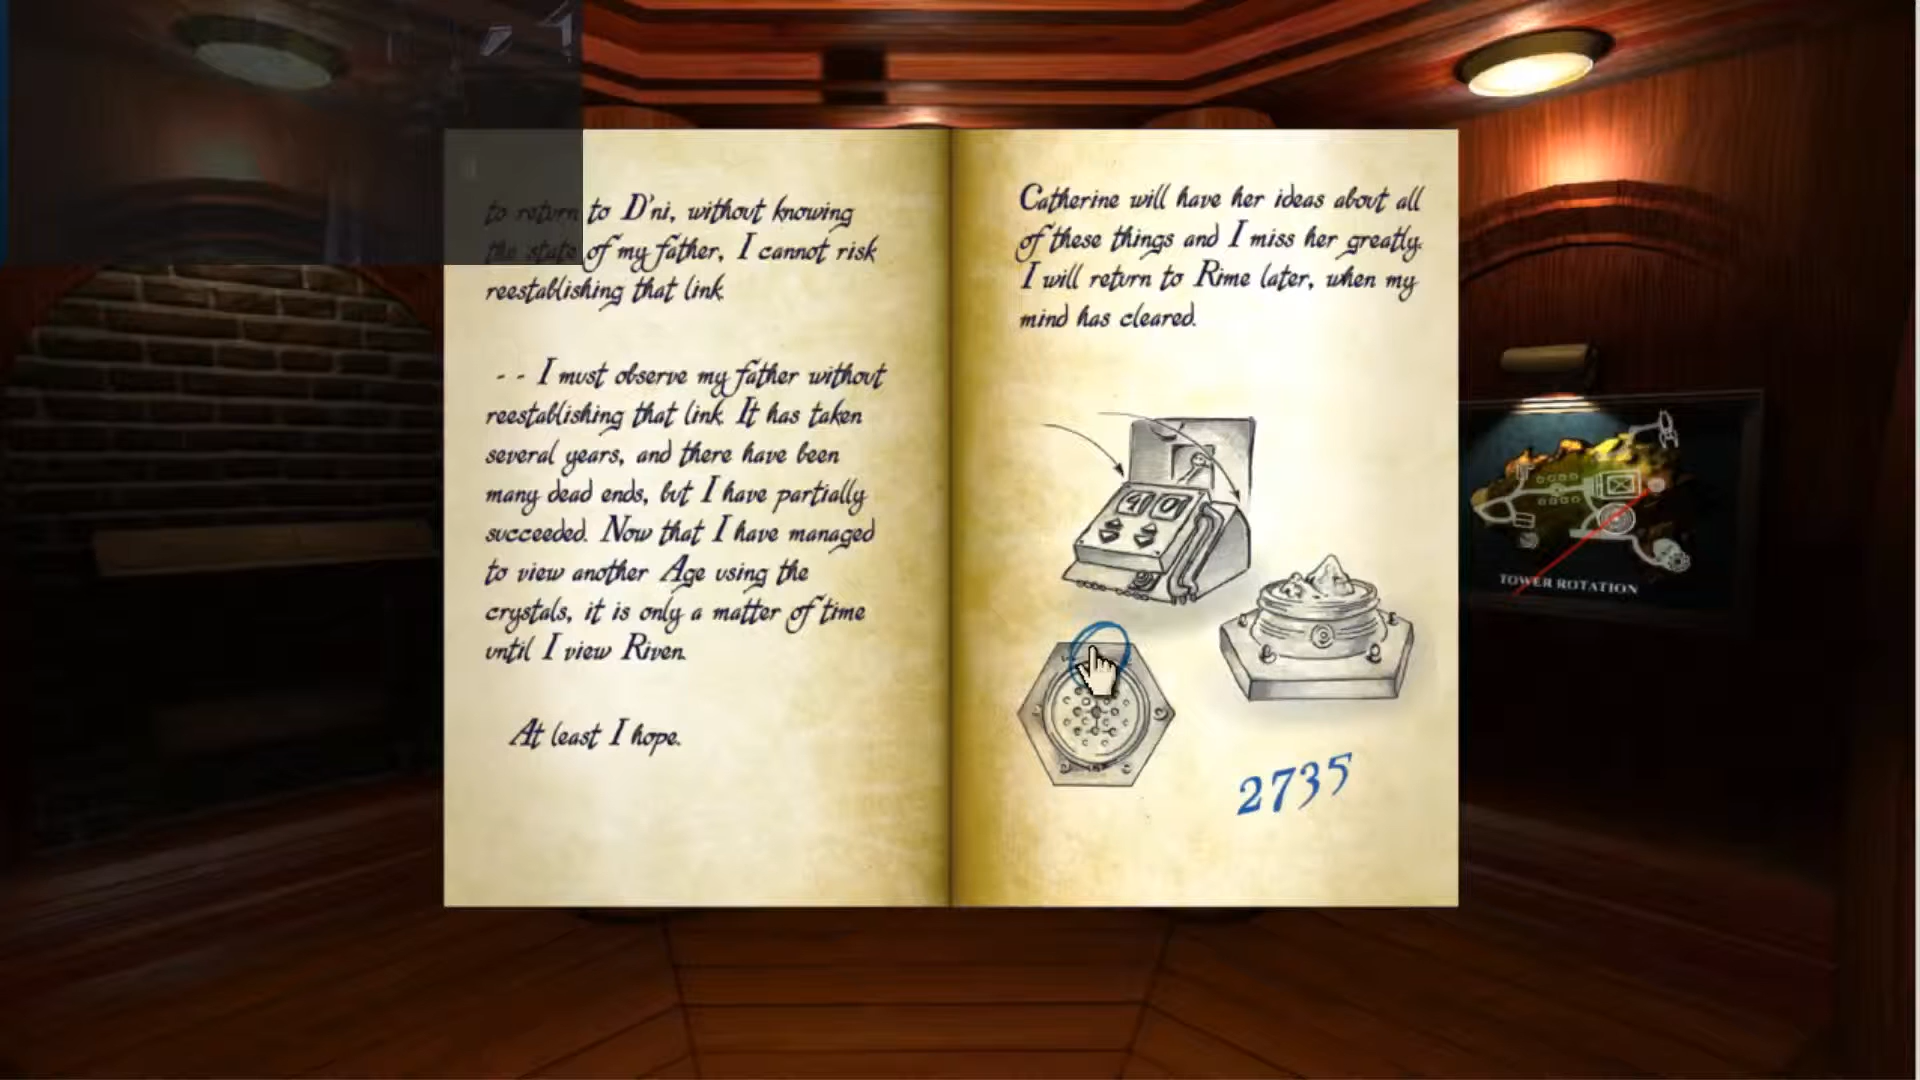 to return to D'ni, without knowing
the state of my father, I cannot risk
reestablishing that link.
- - I must observe my father without
reestablishing that link. It has taken
several years, and there have been
many dead ends, but I have partially
succeeded. Now that I have managed
to view another Age using the
crystals, it is only a matter of time
until I view Riven.
At least I hope.
Catherine will have her ideas about all
of these things and I miss her greatly.
I will return to Rime later, when my
mind has cleared.
90
2735
TOWER ROTATION